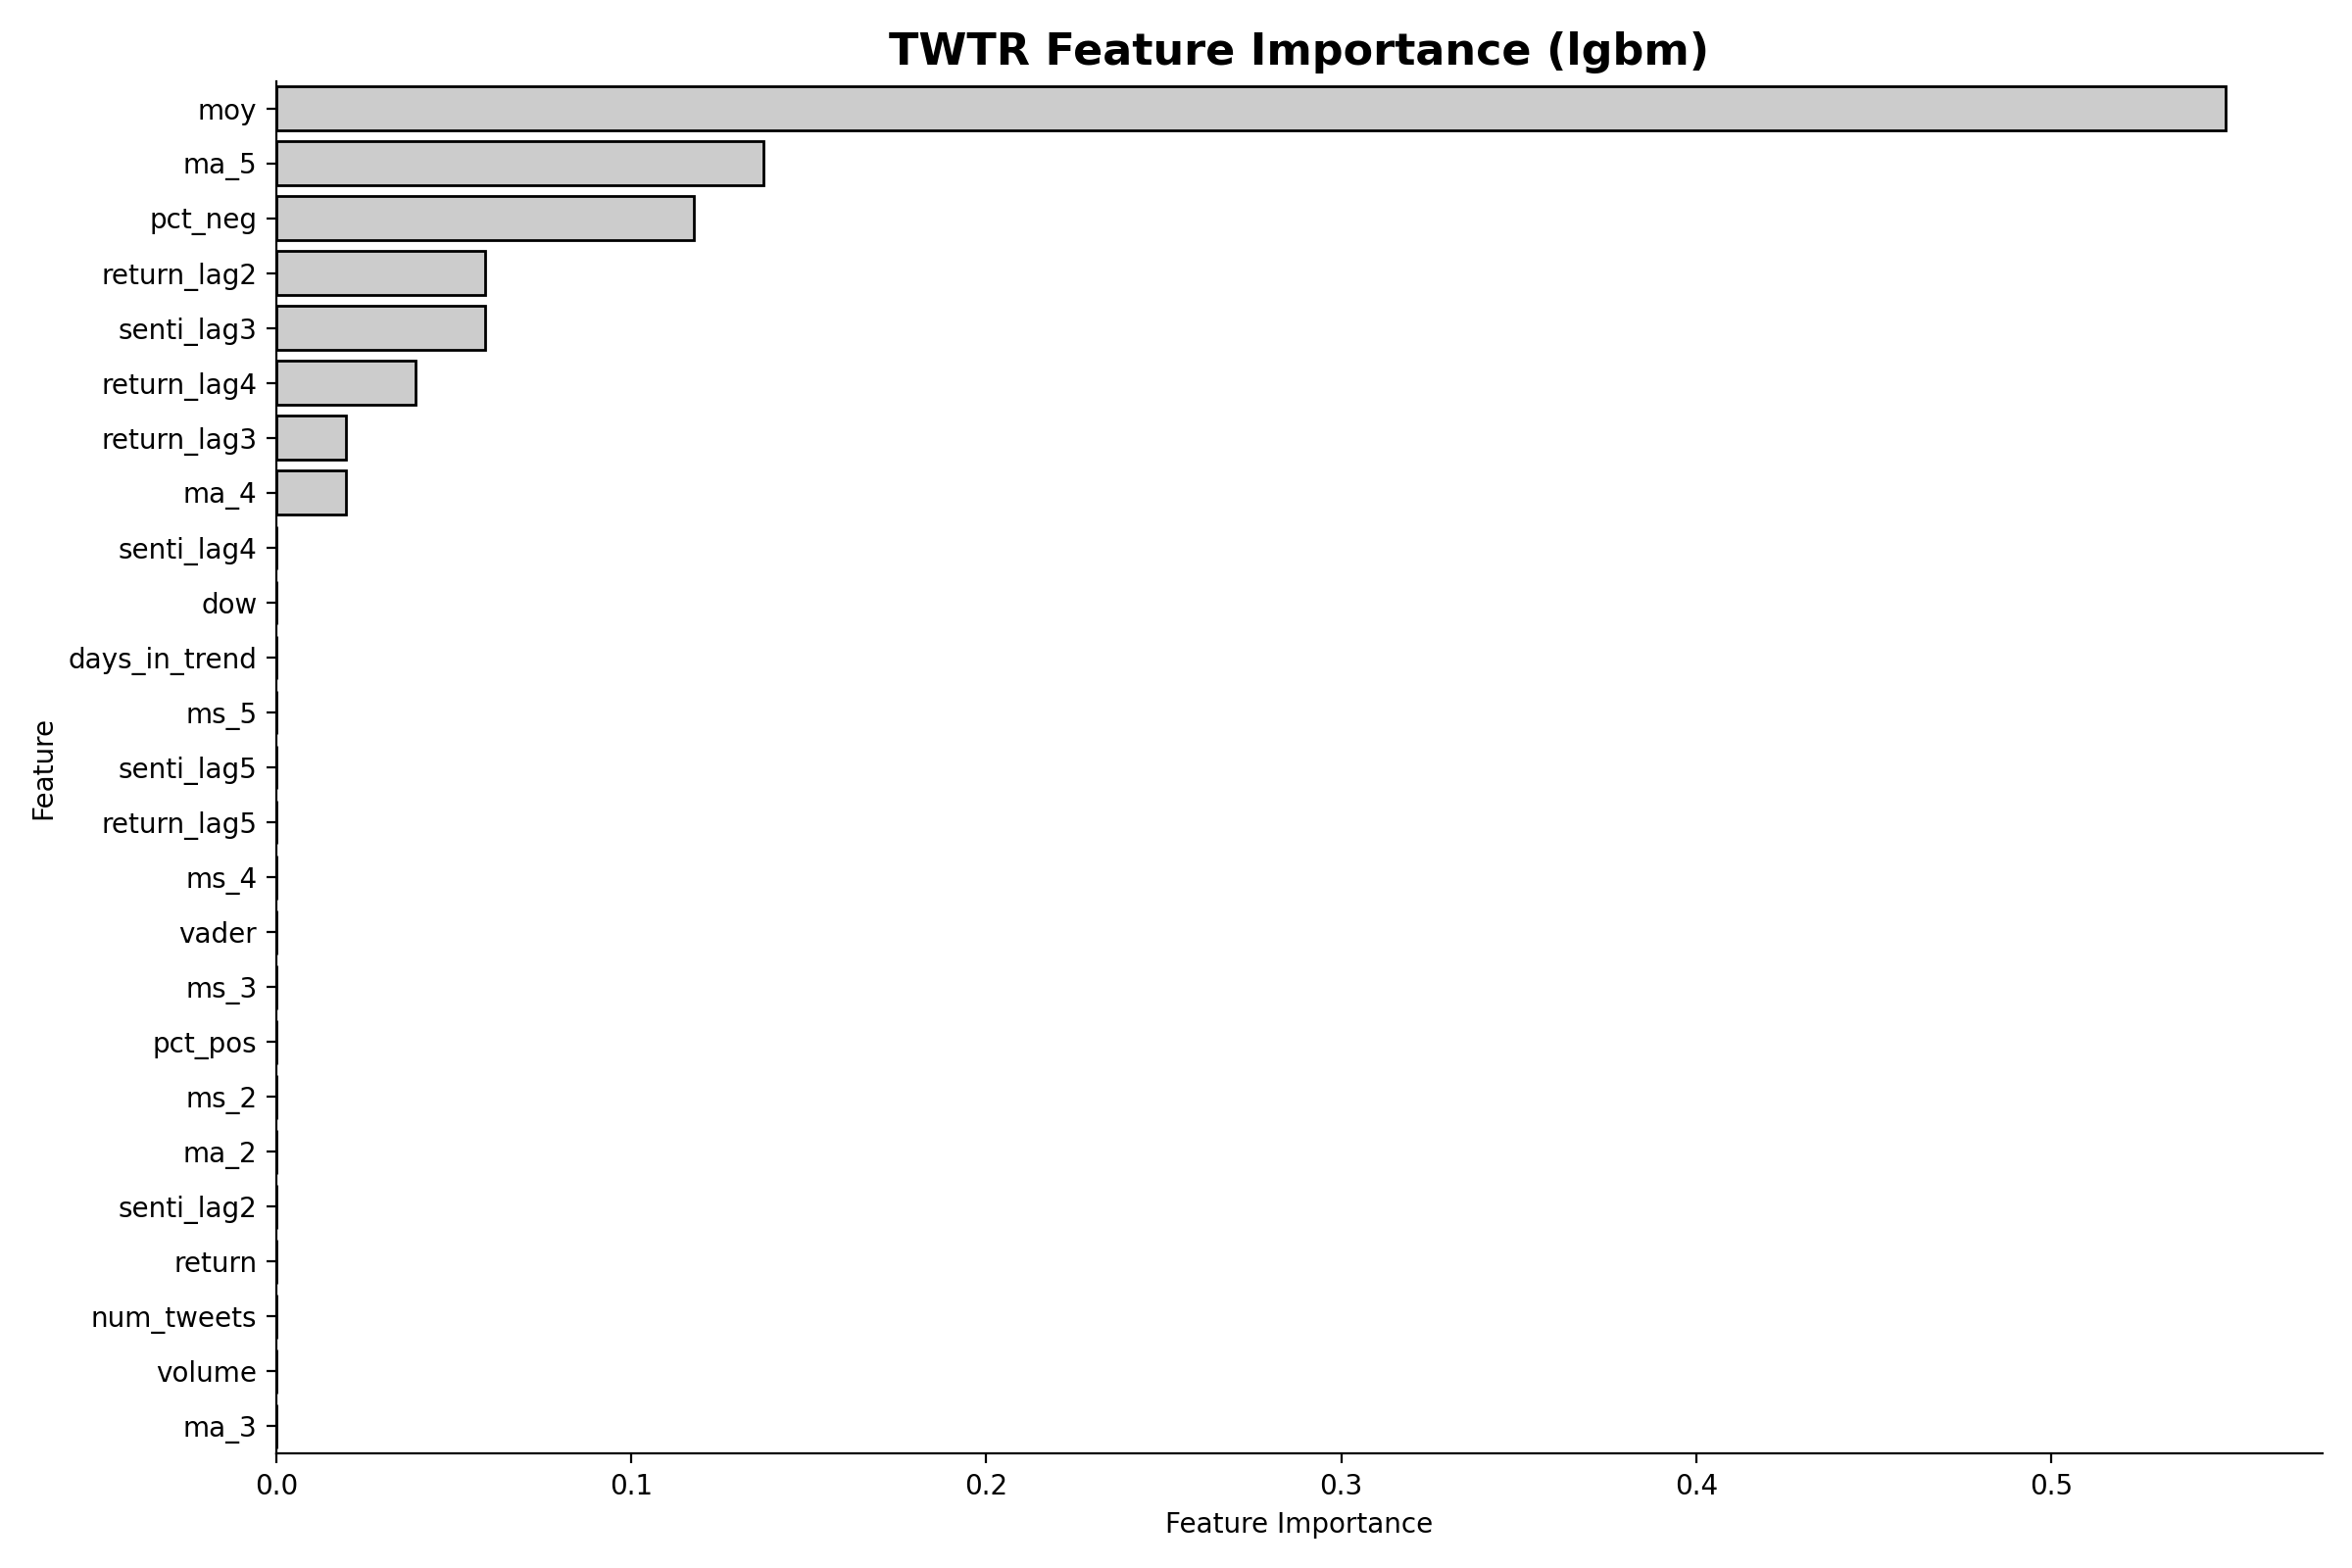 TWTR Feature Importance (lgbm)
moy
ma_5
pct_neg
return_lag2
senti_lag3
return_lag4
return_lag3
ma_4
senti_lag4
dow
days_in_trend
ms_5
senti_lag5
return_lag5
ms_4
vader
ms_3
pct_pos
ms_2
ma_2
senti_lag2
return
num_tweets
volume
ma_3
Feature
0.0 0.1 0.2 0.3 0.4 0.5
Feature Importance